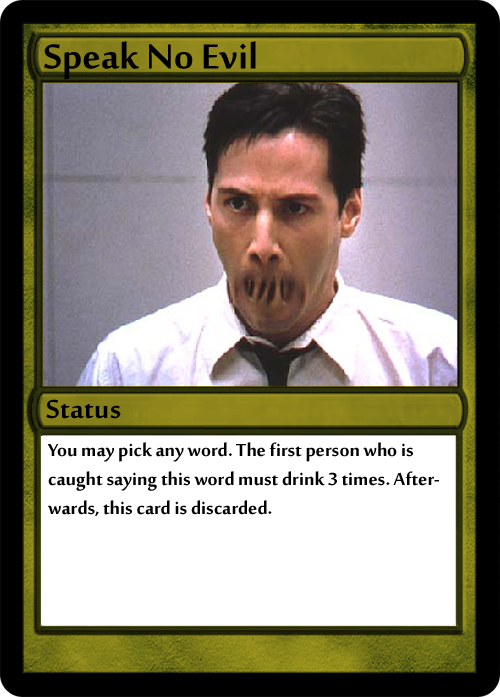 Speak No Evil
Status
You may pick any word. The first person who is
caught saying this word must drink 3 times. After-
wards, this card is discarded.